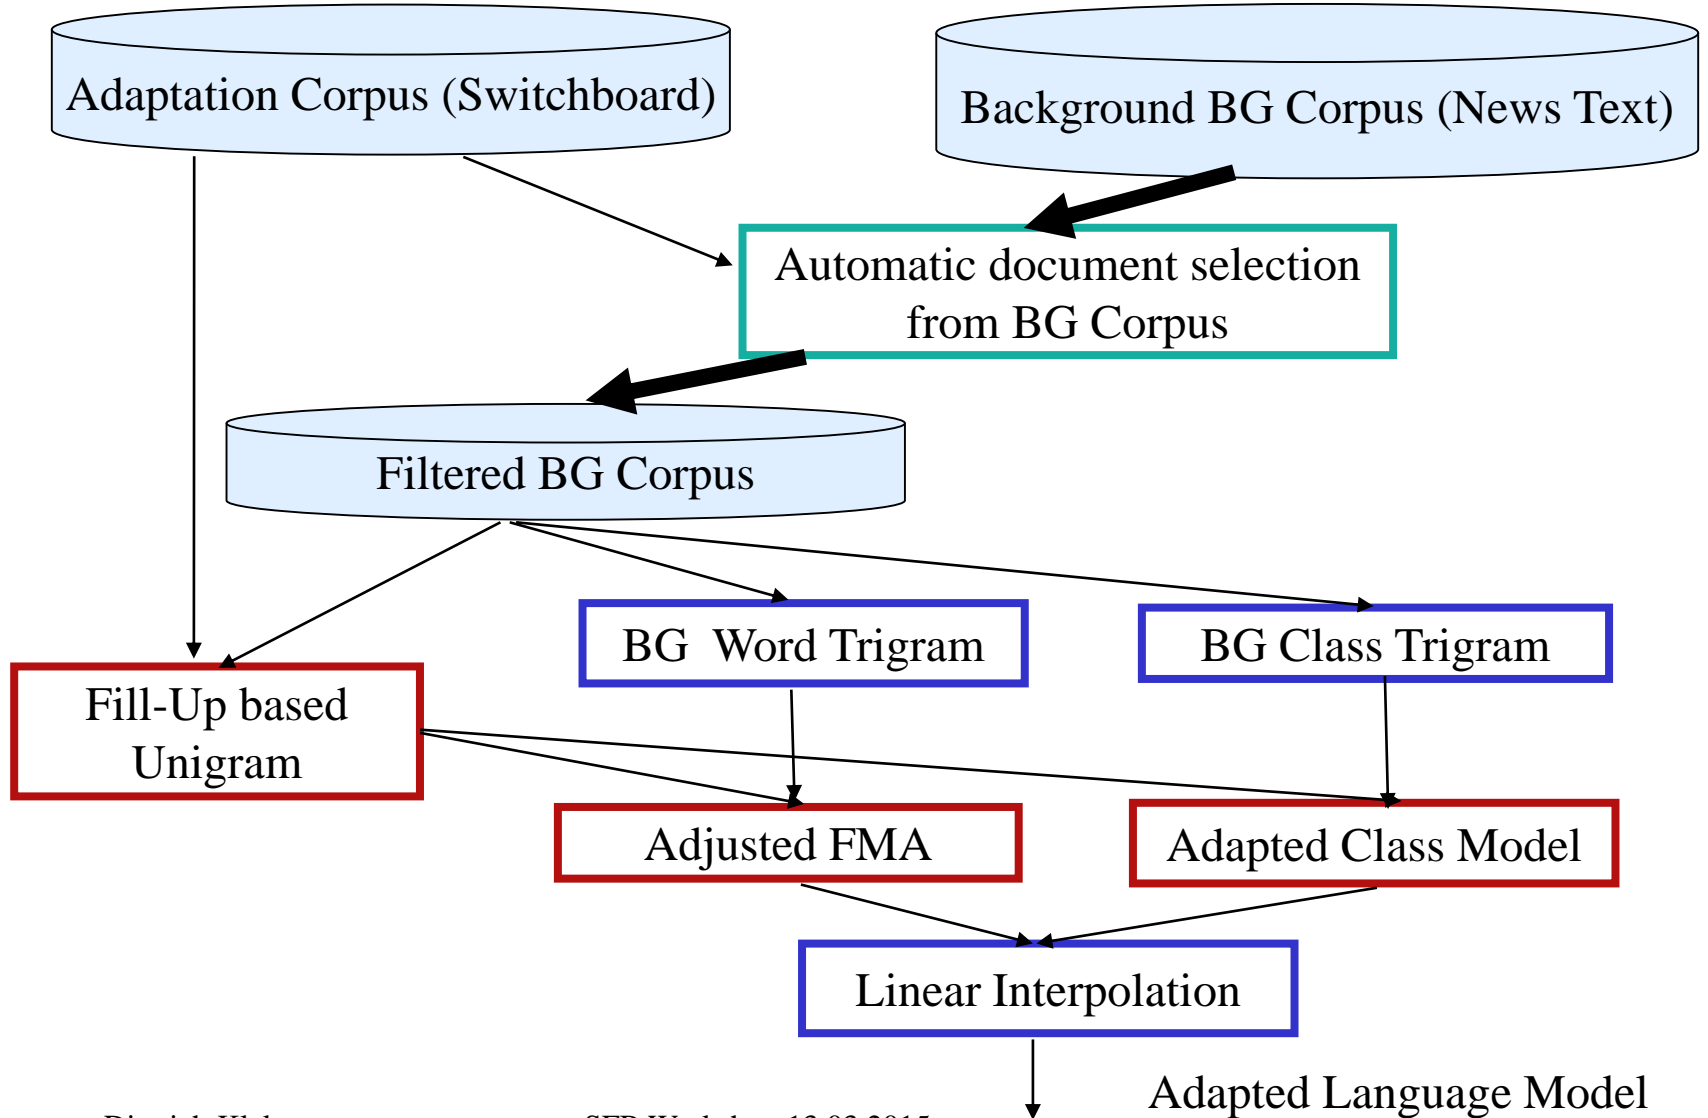 Adaptation Corpus (Switchboard)
Background BG Corpus (News Text)
Automatic document selection
from BG Corpus
Filtered BG Corpus
BG Word Trigram
BG Class Trigram
Fill-Up based
Unigram
Adjusted FMA
Adapted Class Model
Linear Interpolation
Adapted Language Model